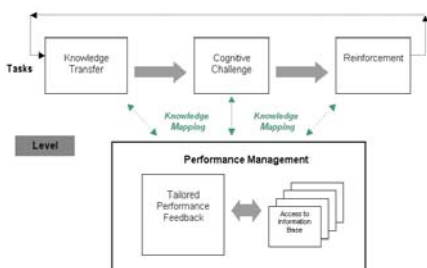 Tasks
Knowledge
Transfer
Cognitive
Challenge
Reinforcement
Knowledge
Mapping
Knowledge
Mapping
Level
Performance Management
Tailored
Performance
Feedback
Access to
Information
Base